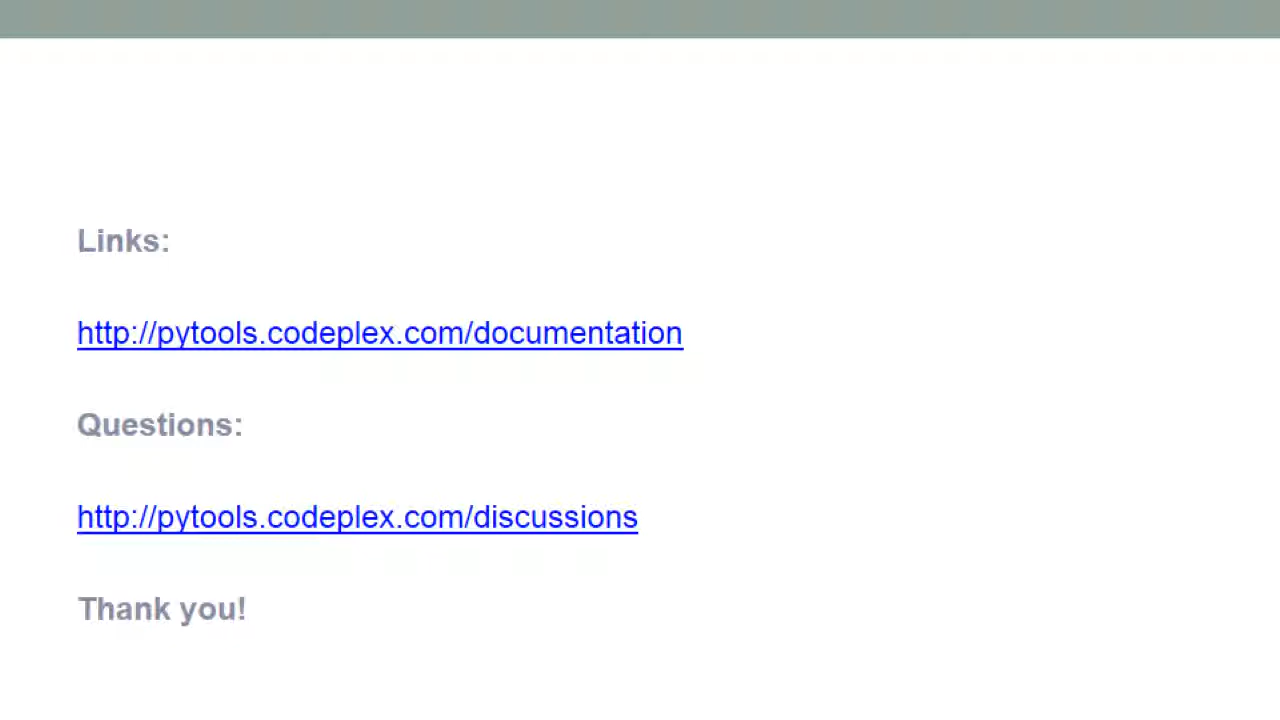 Links:
http://pytools.codeplex.com/documentation
Questions:
http://pytools.codeplex.com/discussions
Thank you!